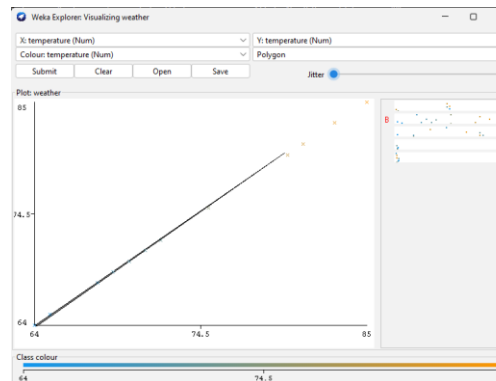 Weka Explorer: Visualizing weather
X: temperature (Num) Y: temperature (Num)
Colour: temperature (Num) Polygon
Submit Clear Open Save Jitter
Plot: weather
85
74.5
64
64 74.5 85
B
Class colour
64 74.5